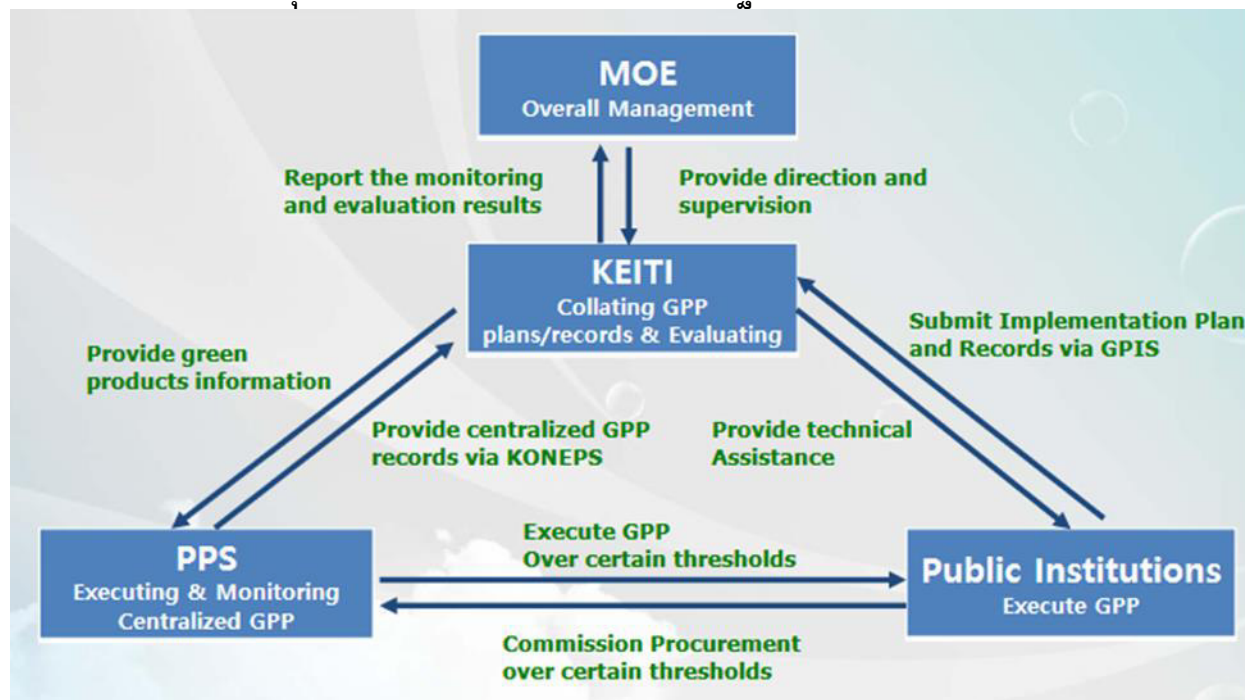 MOE
Overall Management
Report the monitoring
and evaluation results
Provide direction and
supervision
KEITI
Collating GPP
plans/records & Evaluating
Submit Implementation Plan
and Records via GPIS
Provide green
products information
Provide centralized GPP
records via KONEPS
Provide technical
Assistance
PPS
Executing & Monitoring
Centralized GPP
Execute GPP
Over certain thresholds
Public Institutions
Execute GPP
Commission Procurement
over certain thresholds